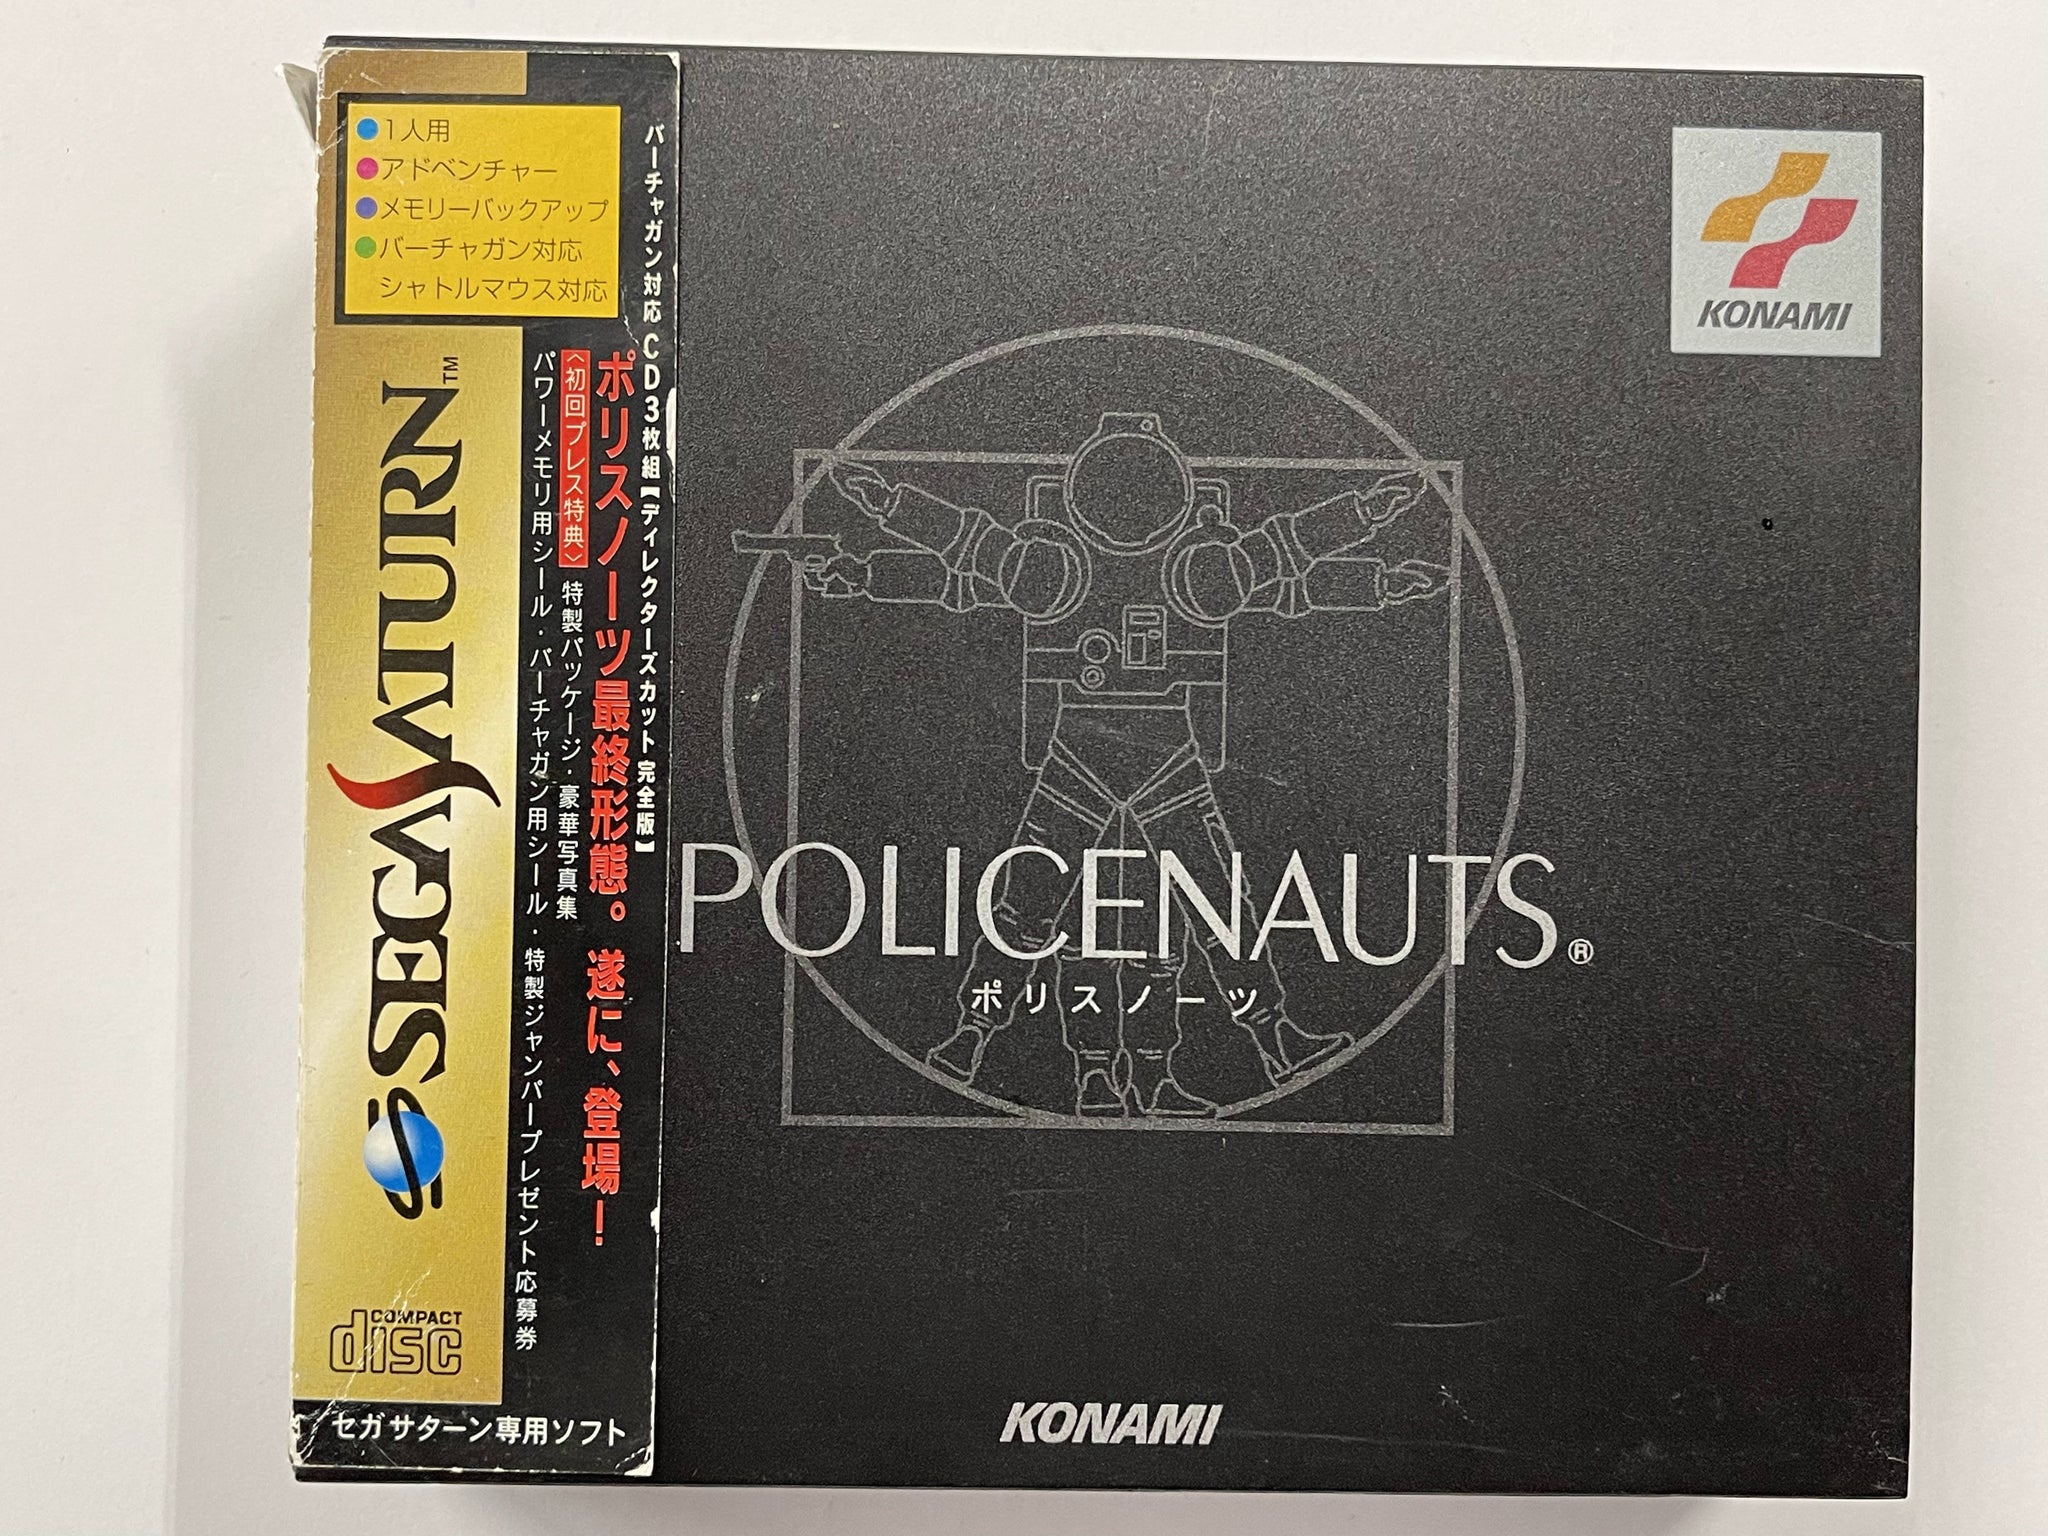 ●1人用
●アドベンチャー
●メモリーバックアップ
●バーチャガン対応
シャトルマウス対応
バーチャガン対応 CD3枚組【ディレクターズカット完全版】
ポリスノーツ最終形態。遂に、登場！
〈初回プレス特典〉特製パッケージ・豪華写真集
パワーメモリ用シール・バーチャガン用シール・特製ジャンパープレゼント応募券
SEGA SATURN™
COMPACT
disc
セガサターン専用ソフト
KONAMI
POLICENAUTS®
ポリスノーツ
KONAMI